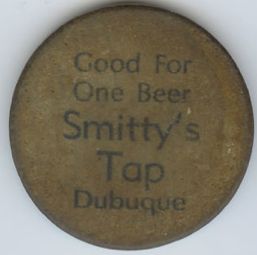 Good For
One Beer
Smitty's
Tap
Dubuque